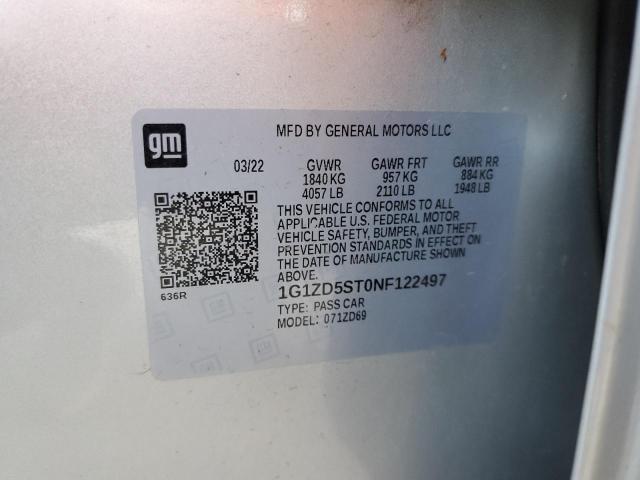 gm
MFD BY GENERAL MOTORS LLC
03/22 GVWR GAWR FRT GAWR RR
1840 KG 957 KG 884 KG
4057 LB 2110 LB 1948 LB
THIS VEHICLE CONFORMS TO ALL
APPLICABLE U.S. FEDERAL MOTOR
VEHICLE SAFETY, BUMPER, AND THEFT
PREVENTION STANDARDS IN EFFECT ON
THE DATE OF MANUFACTURE SHOWN
ABOVE.
636R
1G1ZD5ST0NF122497
TYPE: PASS CAR
MODEL: 071ZD69